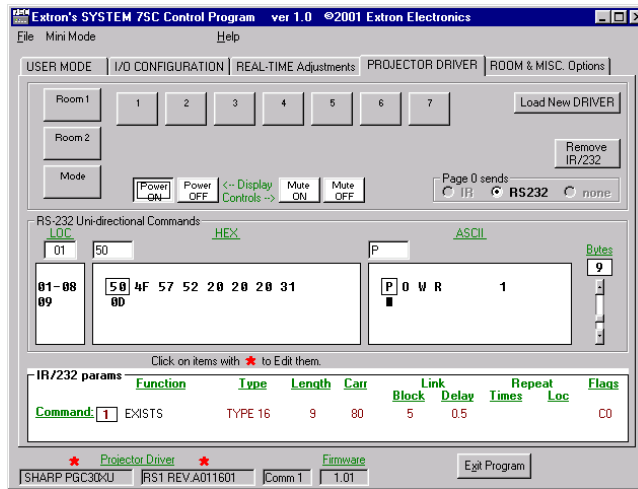 Extron's SYSTEM 7SC Control Program ver 1.0 ©2001 Extron Electronics
File Mini Mode Help
USER MODE I/O CONFIGURATION REAL-TIME Adjustments PROJECTOR DRIVER ROOM & MISC. Options
Room 1 1 2 3 4 5 6 7 Load New DRIVER
Room 2
Remove
IR/232
Mode
Power ON Power OFF <-- Display Controls --> Mute ON Mute OFF
Page 0 sends
IR RS232 none
RS-232 Uni-directional Commands
LOC HEX ASCII Bytes
01 50 P 9
01-08 50 4F 57 52 20 20 20 31 P O W R 1
09 0D
Click on items with * to Edit them.
IR/232 params
Function Type Length Carr Link Block Delay Repeat Times Loc Flags
Command: 1 EXISTS TYPE 16 9 80 5 0.5 C0
* Projector Driver * Firmware
SHARP PGC30XU RS1 REV.A011601 Comm 1 1.01 Exit Program